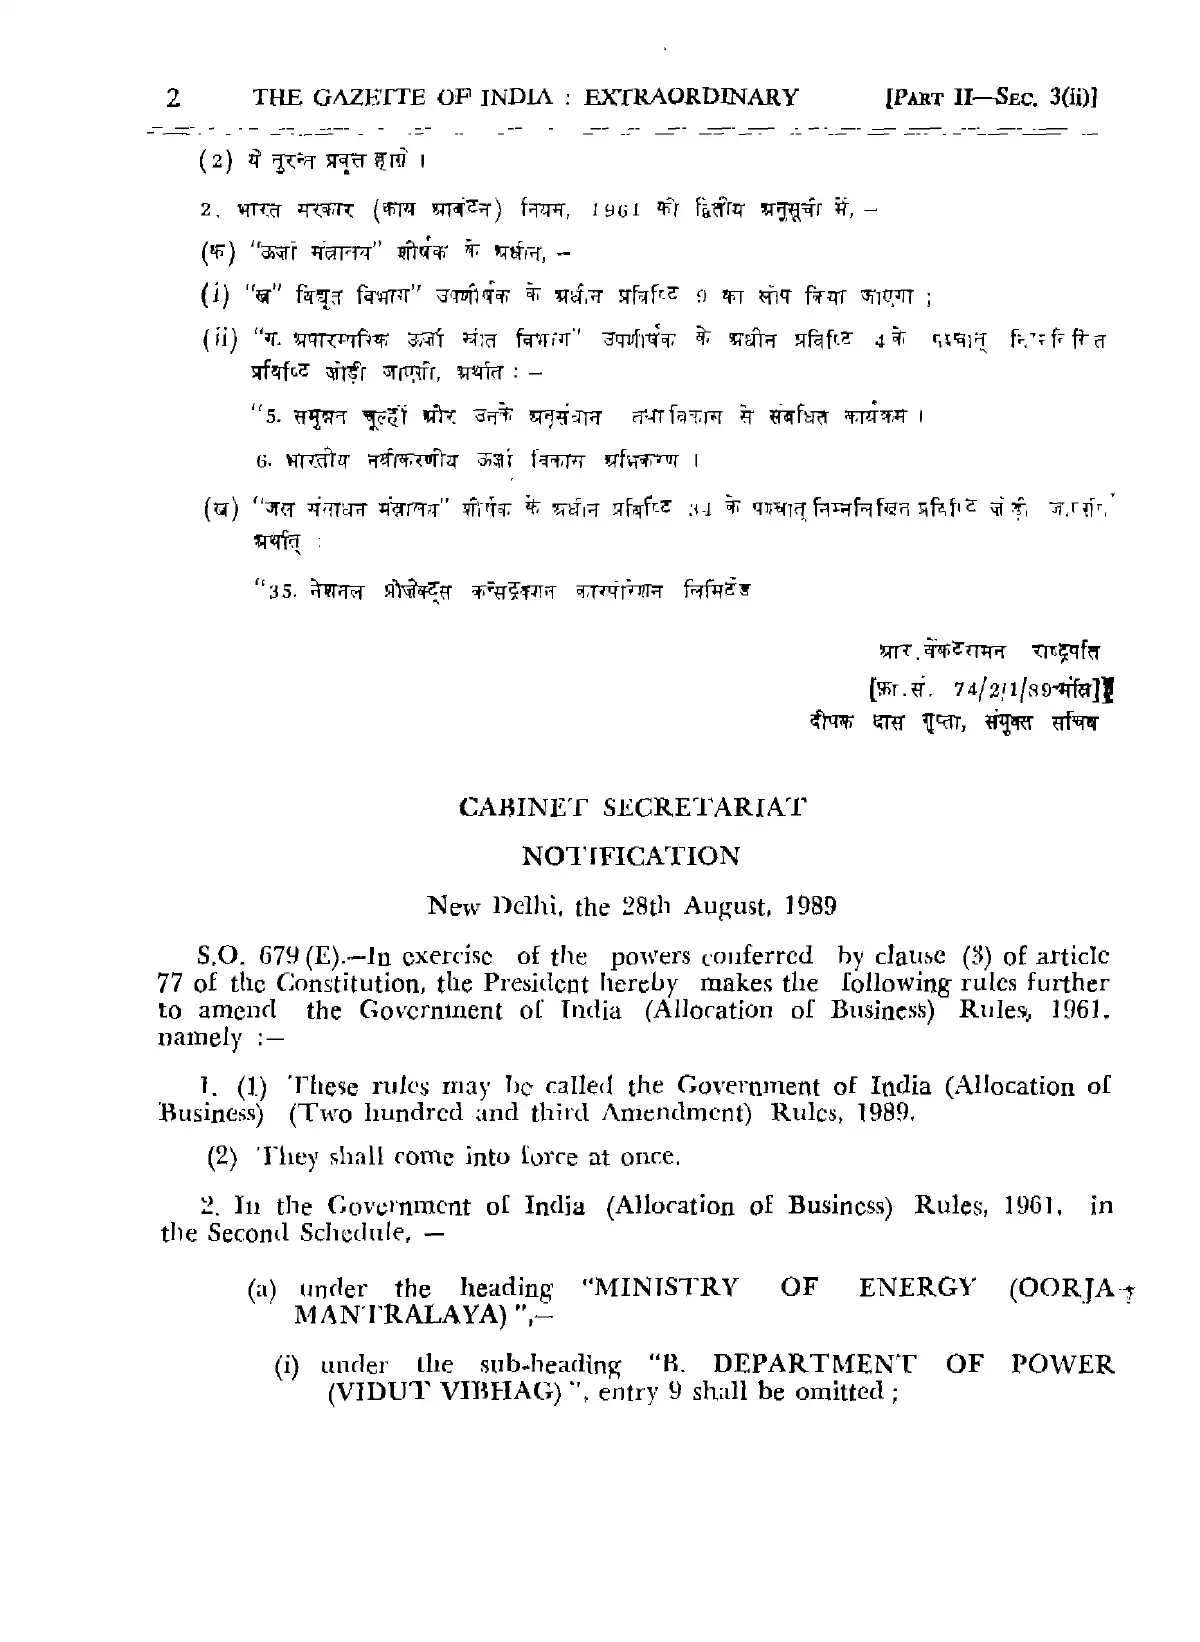 2 THE GAZETTE OF INDIA : EXTRAORDINARY [PART II—SEC. 3(ii)]
(2) ये तुरन्त प्रवृत्त होंगे ।
2. भारत सरकार (कार्य आबंटन) नियम, 1961 की द्वितीय अनुसूची में, –
(क) "ऊर्जा मंत्रालय" शीर्षक के अधीन, –
(i) "ख" विद्युत विभाग" उपशीर्षक के अधीन प्रविष्टि 9 का लोप किया जाएगा ;
(ii) "ग. अपारम्परिक ऊर्जा स्रोत विभाग" उपशीर्षक के अधीन प्रविष्टि 4 के पश्चात् निम्नलिखित
प्रविष्टि जोड़ी जाएगी, अर्थात : –
"5. समुन्नत चूल्हों और उनके अनुसंधान तथा विकास से संबंधित कार्यक्रम ।
6. भारतीय नवीकरणीय ऊर्जा विकास अभिकरण ।
(ख) "जल संसाधन मंत्रालय" शीर्षक के अधीन प्रविष्टि 34 के पश्चात् निम्नलिखित प्रविष्टि जोड़ी जाएगी,
अर्थात् :
"35. नेशनल प्रोजेक्ट्स कन्सट्रक्शन कारपोरेशन लिमिटेड
आर. वेंकटरामन राष्ट्रपति
[फ़ा.सं. 74/2/1/89-मंत्रि]
दीपक दास गुप्ता, संयुक्त सचिव
CABINET SECRETARIAT
NOTIFICATION
New Delhi, the 28th August, 1989
S.O. 679 (E).—In exercise of the powers conferred by clause (3) of article
77 of the Constitution, the President hereby makes the following rules further
to amend the Government of India (Allocation of Business) Rules, 1961,
namely :—
1. (1) These rules may be called the Government of India (Allocation of
Business) (Two hundred and third Amendment) Rules, 1989.
(2) They shall come into force at once.
2. In the Government of India (Allocation of Business) Rules, 1961, in
the Second Schedule, —
(a) under the heading "MINISTRY OF ENERGY (OORJA
MANTRALAYA) ",—
(i) under the sub-heading "B. DEPARTMENT OF POWER
(VIDUT VIBHAG) ", entry 9 shall be omitted ;